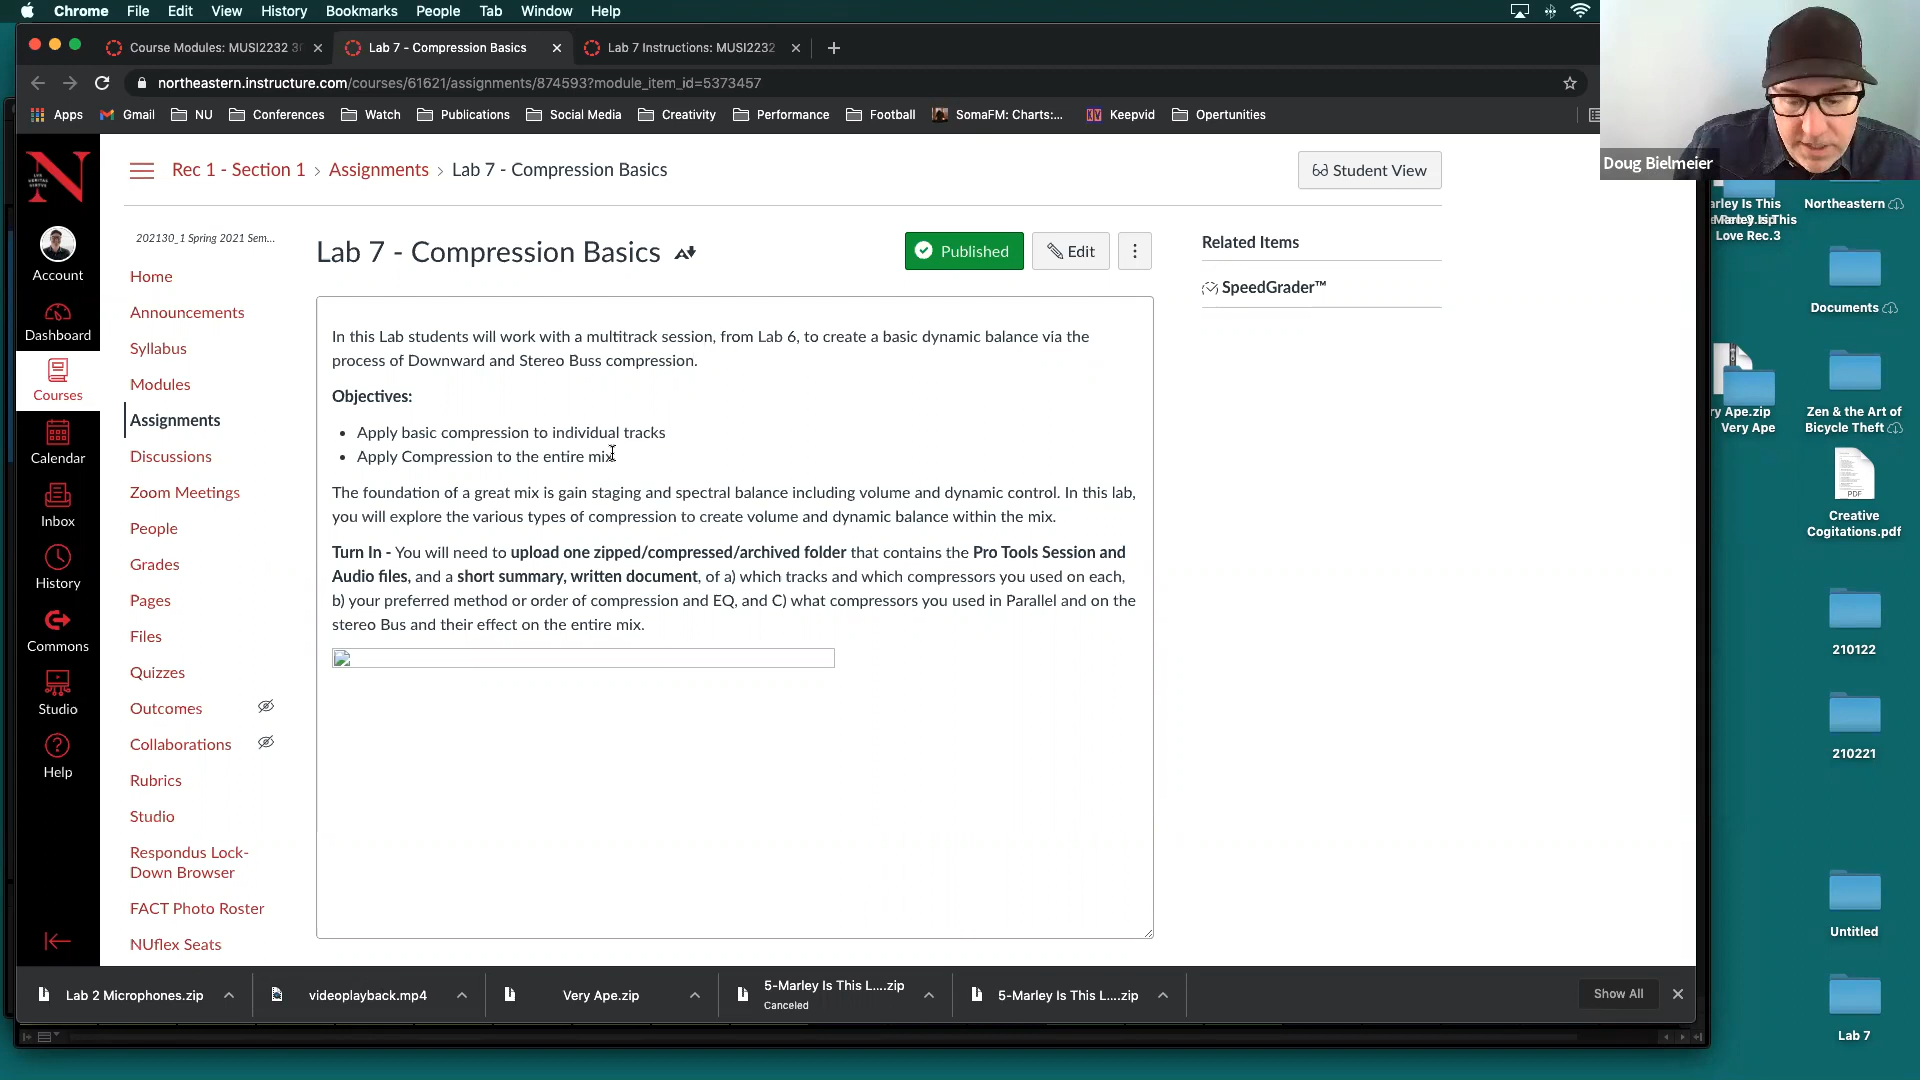 Chrome File Edit View History Bookmarks People Tab Window Help
Course Modules: MUSI2232 30
Lab 7 - Compression Basics
Lab 7 Instructions: MUSI2232
northeastern.instructure.com/courses/61621/assignments/874593?module_item_id=5373457
Apps Gmail NU Conferences Watch Publications Social Media Creativity Performance Football SomaFM: Charts:... Keepvid Opertunities
Doug Bielmeier
Rec 1 - Section 1 › Assignments › Lab 7 - Compression Basics
Student View
Account
Dashboard
Courses
Calendar
Inbox
History
Commons
Studio
Help
202130_1 Spring 2021 Sem...
Home
Announcements
Syllabus
Modules
Assignments
Discussions
Zoom Meetings
People
Grades
Pages
Files
Quizzes
Outcomes
Collaborations
Rubrics
Studio
Respondus Lock-
Down Browser
FACT Photo Roster
NUflex Seats
Lab 7 - Compression Basics
Published
Edit
In this Lab students will work with a multitrack session, from Lab 6, to create a basic dynamic balance via the
process of Downward and Stereo Buss compression.
Objectives:
• Apply basic compression to individual tracks
• Apply Compression to the entire mix
The foundation of a great mix is gain staging and spectral balance including volume and dynamic control. In this lab,
you will explore the various types of compression to create volume and dynamic balance within the mix.
Turn In - You will need to upload one zipped/compressed/archived folder that contains the Pro Tools Session and
Audio files, and a short summary, written document, of a) which tracks and which compressors you used on each,
b) your preferred method or order of compression and EQ, and C) what compressors you used in Parallel and on the
stereo Bus and their effect on the entire mix.
Related Items
SpeedGrader™
arley Is This
Love Rec.3
Northeastern
Documents
ry Ape.zip
Very Ape
Zen & the Art of
Bicycle Theft
PDF
Creative
Cogitations.pdf
210122
210221
Untitled
Lab 7
Lab 2 Microphones.zip
videoplayback.mp4
Very Ape.zip
5-Marley Is This L....zip
Canceled
5-Marley Is This L....zip
Show All